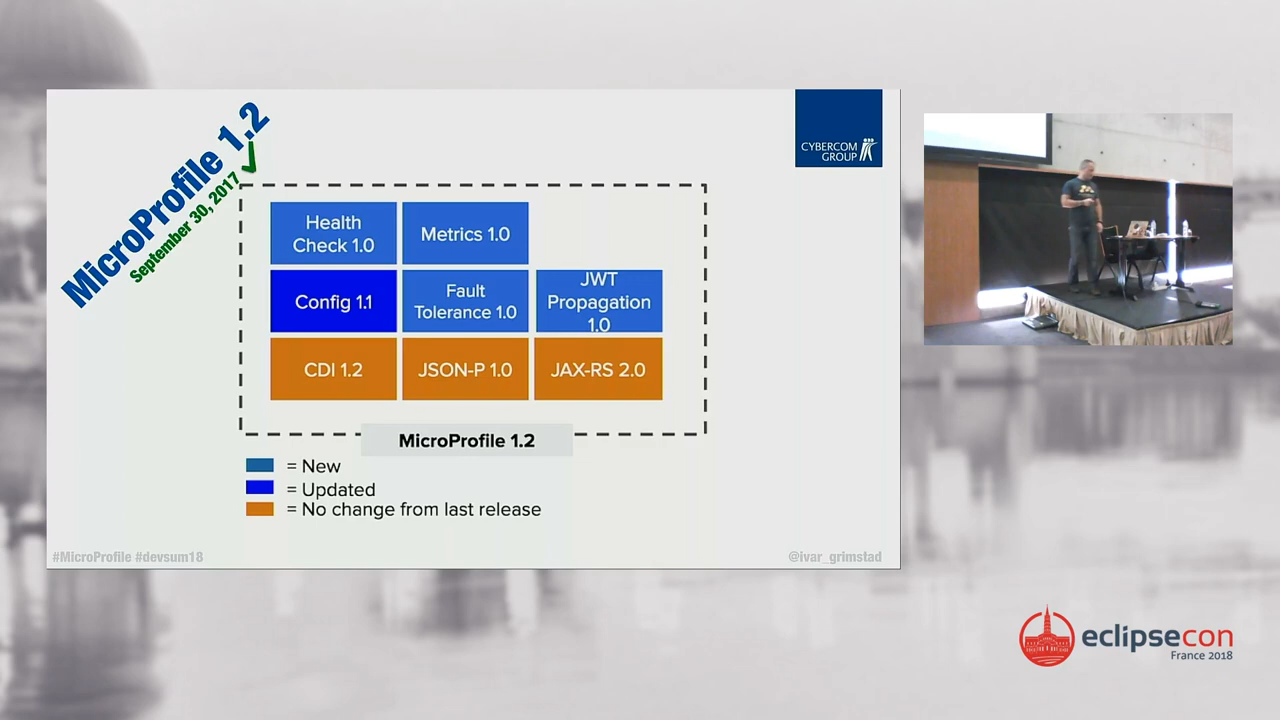 MicroProfile 1.2
September 30, 2017
CYBERCOM
GROUP
Health
Check 1.0
Metrics 1.0
Config 1.1
Fault
Tolerance 1.0
JWT
Propagation
1.0
CDI 1.2
JSON-P 1.0
JAX-RS 2.0
MicroProfile 1.2
= New
= Updated
= No change from last release
#MicroProfile #devsum18
@ivar_grimstad
eclipsecon
France 2018